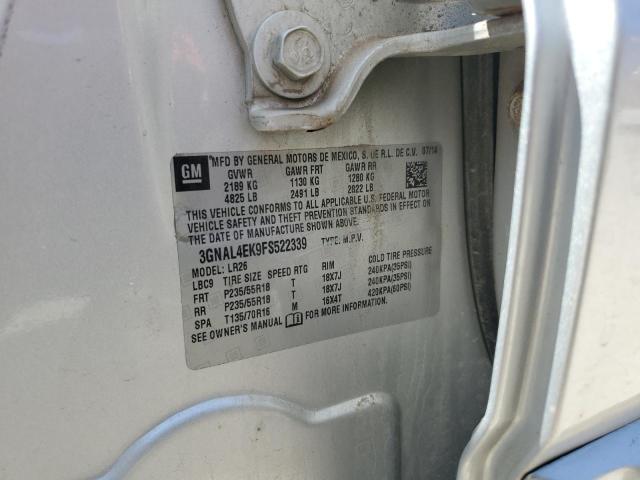 GM
MFD BY GENERAL MOTORS DE MEXICO, S. DE R.L. DE C.V. 07/14
GVWR GAWR FRT GAWR RR
2189 KG 1130 KG 1280 KG
4825 LB 2491 LB 2822 LB
THIS VEHICLE CONFORMS TO ALL APPLICABLE U.S. FEDERAL MOTOR
VEHICLE SAFETY AND THEFT PREVENTION STANDARDS IN EFFECT ON
THE DATE OF MANUFACTURE SHOWN ABOVE.
3GNAL4EK9FS522339 TYPE: M.P.V.
MODEL: LR26
LBC9 TIRE SIZE SPEED RTG RIM COLD TIRE PRESSURE
FRT P235/55R18 T 18X7J 240KPA(35PSI)
RR P235/55R18 T 18X7J 240KPA(35PSI)
SPA T135/70R16 M 16X4T 420KPA(60PSI)
SEE OWNER'S MANUAL FOR MORE INFORMATION.